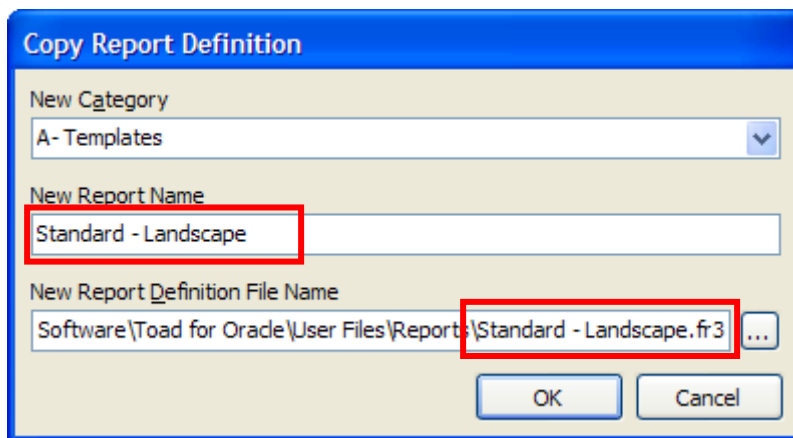 Copy Report Definition
New Category
A- Templates
New Report Name
Standard - Landscape
New Report Definition File Name
Software\Toad for Oracle\User Files\Reports\Standard - Landscape.fr3
...
OK
Cancel